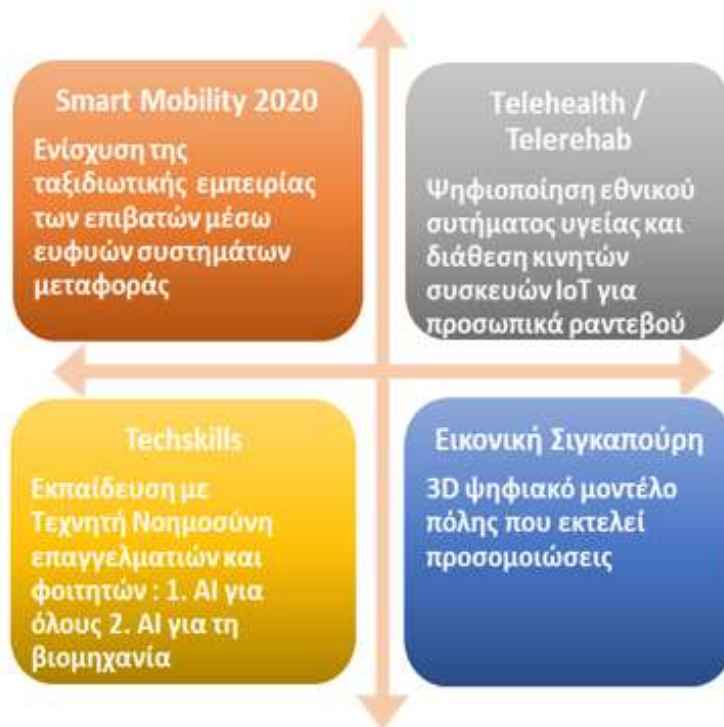 Smart Mobility 2020
Ενίσχυση της
ταξιδιωτικής εμπειρίας
των επιβατών μέσω
ευφυών συστημάτων
μεταφοράς
Telehealth /
Telerehab
Ψηφιοποίηση εθνικού
συτήματος υγείας και
διάθεση κινητών
συσκευών IoT για
προσωπικά ραντεβού
Techskills
Εκπαίδευση με
Τεχνητή Νοημοσύνη
επαγγελματιών και
φοιτητών : 1. AI για
όλους 2. AI για τη
βιομηχανία
Εικονική Σιγκαπούρη
3D ψηφιακό μοντέλο
πόλης που εκτελεί
προσομοιώσεις